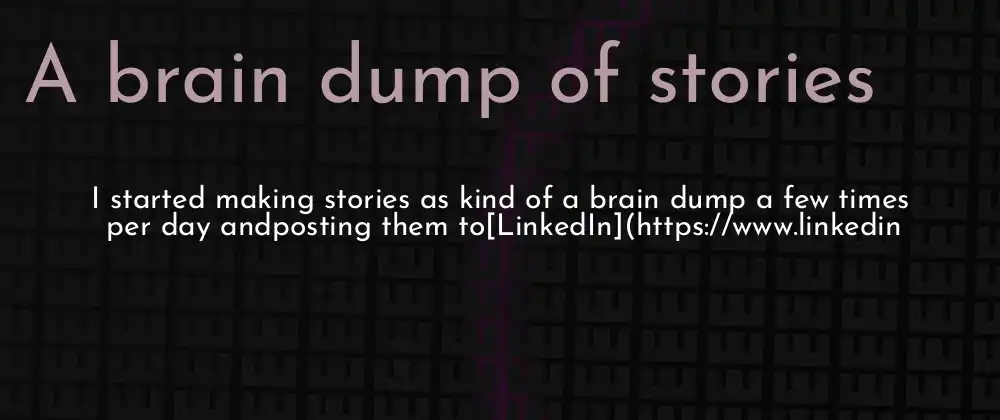 A brain dump of stories
I started making stories as kind of a brain dump a few times
per day andposting them to[LinkedIn](https://www.linkedin